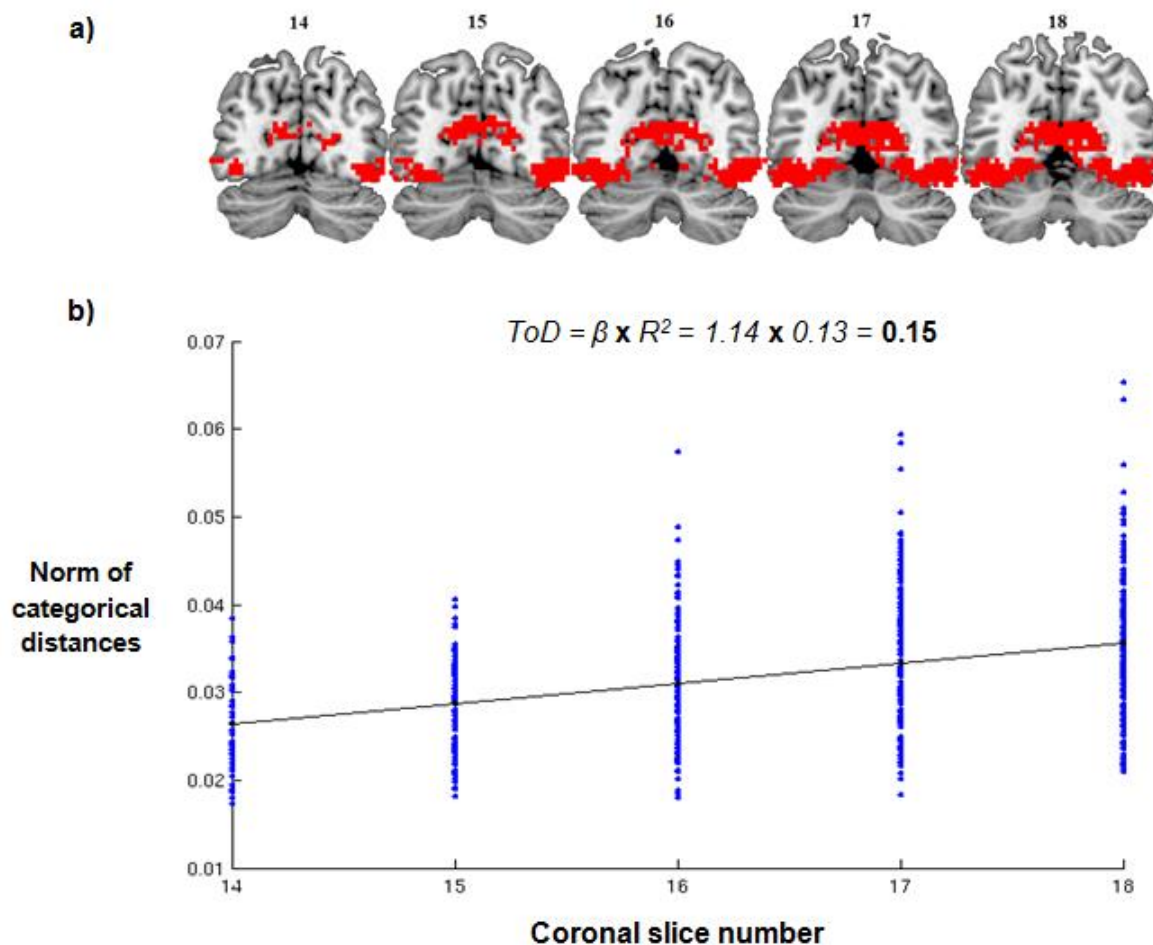 a)
14 15 16 17 18
b)
ToD = β x R² = 1.14 x 0.13 = 0.15
0.07
0.06
0.05
0.04
0.03
0.02
0.01
Norm of
categorical
distances
14 15 16 17 18
Coronal slice number